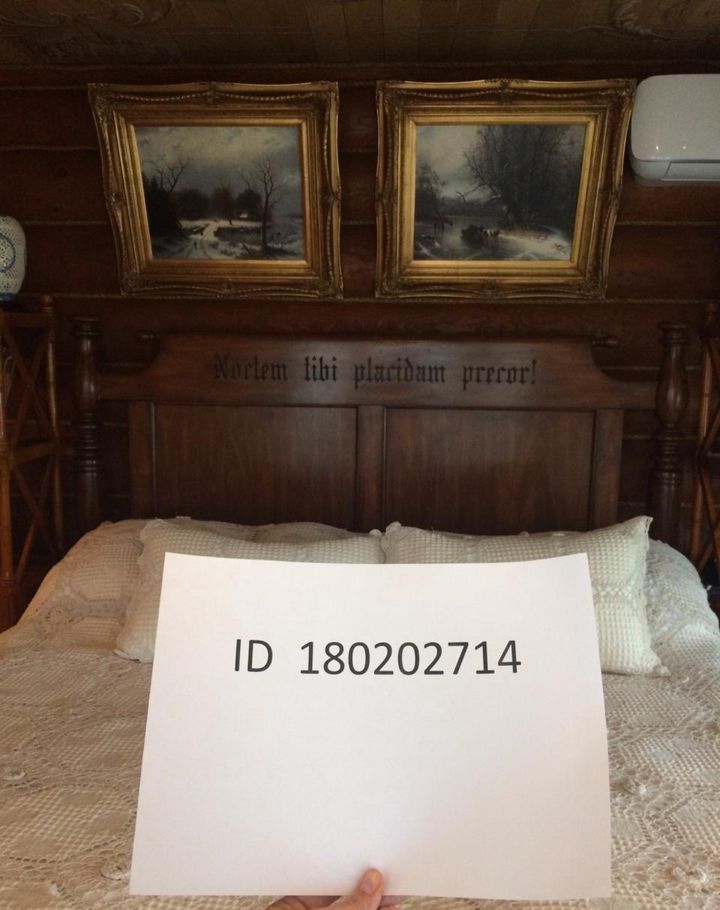 Noctem tibi placidam precor!
ID 180202714